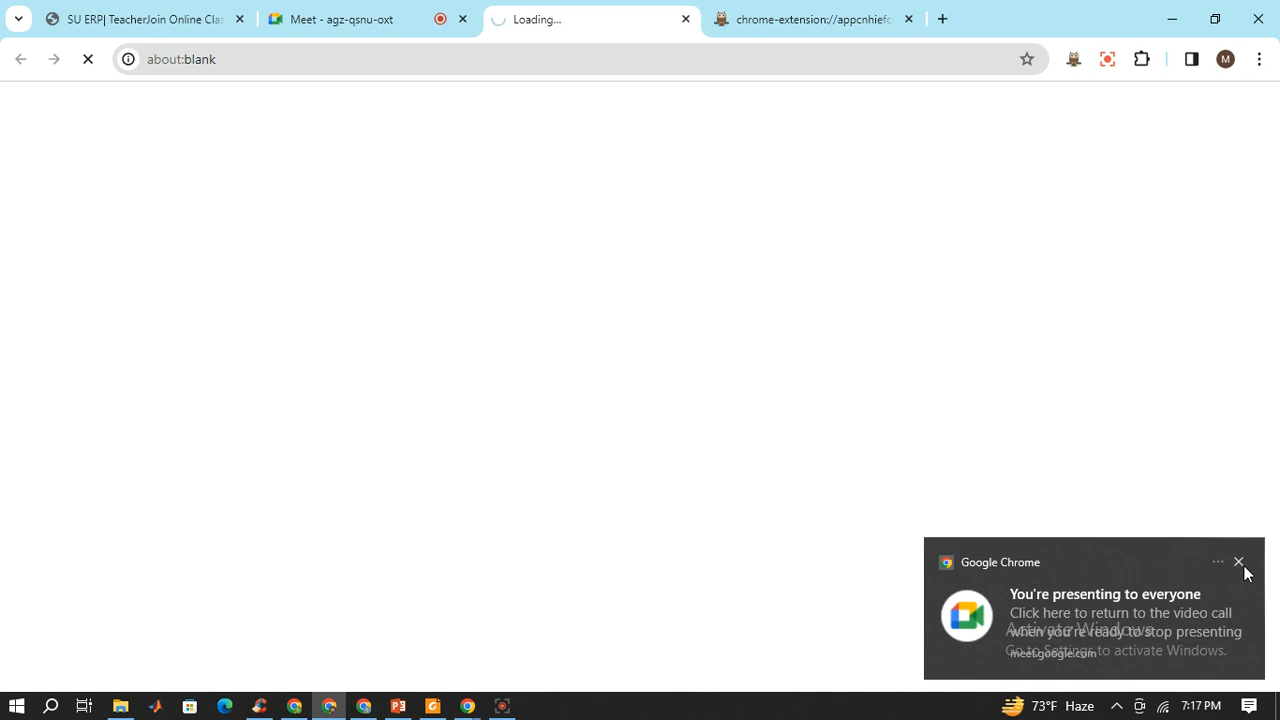 SU ERP| TeacherJoin Online Cla
Meet - agz-qsnu-oxt
Loading...
chrome-extension://appcnhiefc
about:blank
M
Google Chrome
You're presenting to everyone
Click here to return to the video call
when you're ready to stop presenting
meet.google.com
Activate Windows
Go to Settings to activate Windows.
73°F Haze
7:17 PM